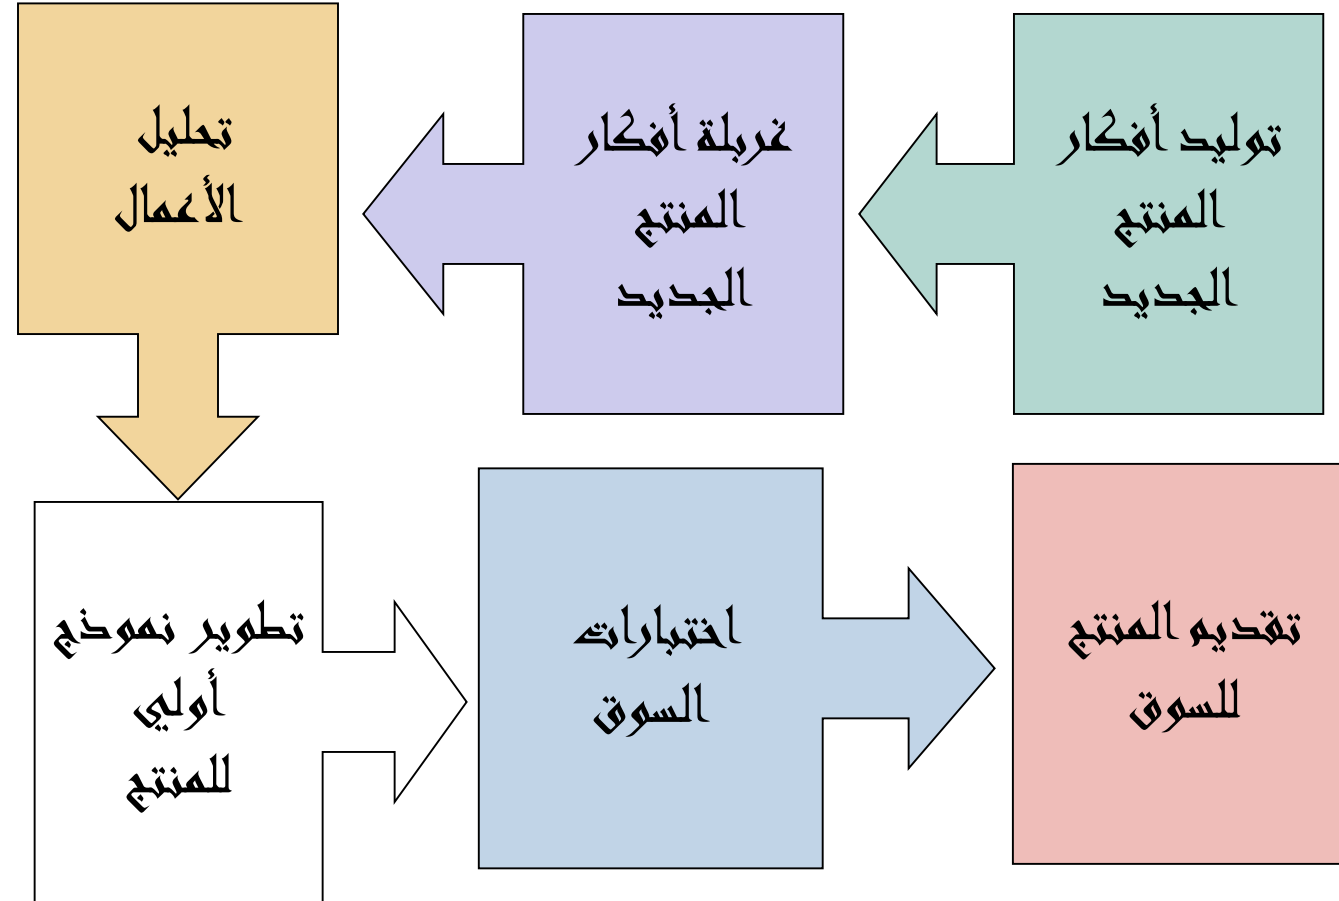 توليد أفكار
المنتج
الجديد
غربلة أفكار
المنتج
الجديد
تحليل
الأعمال
تطوير نموذج
أولي
للمنتج
اختبارات
السوق
تقديم المنتج
للسوق